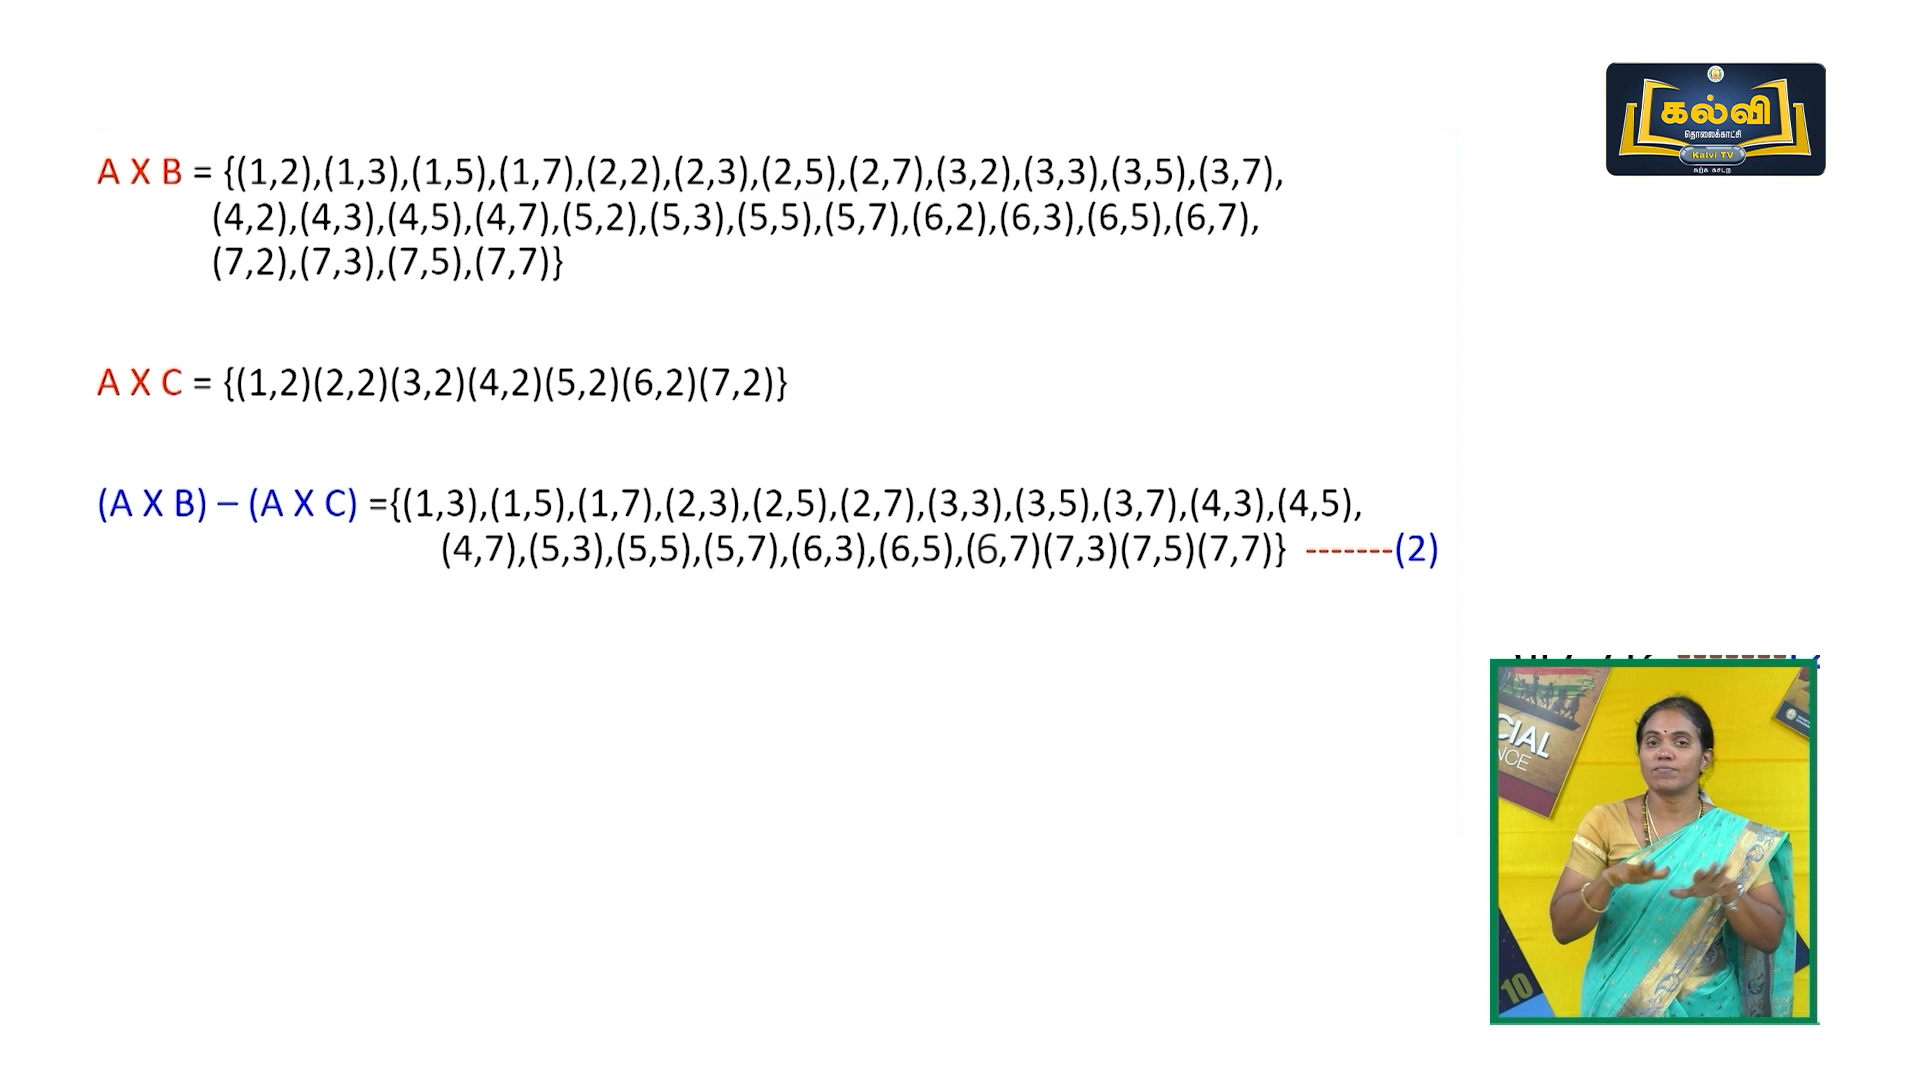 கல்வி
தொலைக்காட்சி
Kalvi TV
கற்க கசடற
A X B = {(1,2),(1,3),(1,5),(1,7),(2,2),(2,3),(2,5),(2,7),(3,2),(3,3),(3,5),(3,7),
(4,2),(4,3),(4,5),(4,7),(5,2),(5,3),(5,5),(5,7),(6,2),(6,3),(6,5),(6,7),
(7,2),(7,3),(7,5),(7,7)}
A X C = {(1,2)(2,2)(3,2)(4,2)(5,2)(6,2)(7,2)}
(A X B) – (A X C) ={(1,3),(1,5),(1,7),(2,3),(2,5),(2,7),(3,3),(3,5),(3,7),(4,3),(4,5),
(4,7),(5,3),(5,5),(5,7),(6,3),(6,5),(6,7)(7,3)(7,5)(7,7)} -------(2)
CIAL
NCE
10